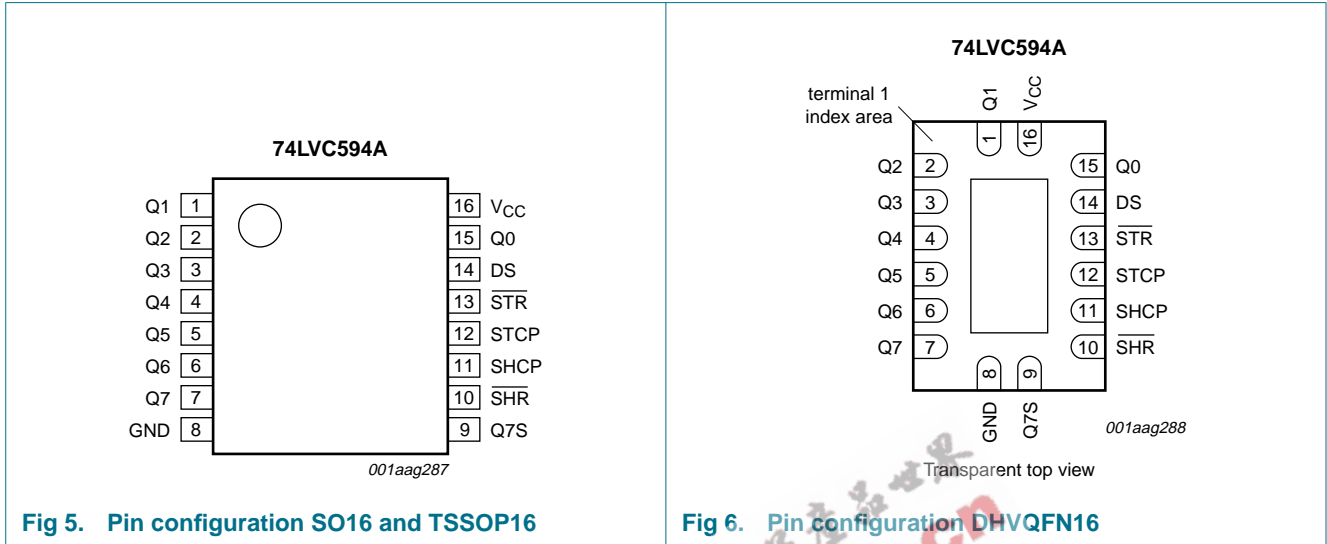 74LVC594A
Q1 1
Q2 2
Q3 3
Q4 4
Q5 5
Q6 6
Q7 7
GND 8
16 VCC
15 Q0
14 DS
13 STR
12 STCP
11 SHCP
10 SHR
9 Q7S
001aag287
Fig 5. Pin configuration SO16 and TSSOP16
74LVC594A
terminal 1
index area
Q1
VCC
1
16
Q2 2
Q3 3
Q4 4
Q5 5
Q6 6
Q7 7
15 Q0
14 DS
13 STR
12 STCP
11 SHCP
10 SHR
8
9
GND
Q7S
001aag288
Transparent top view
Fig 6. Pin configuration DHVQFN16